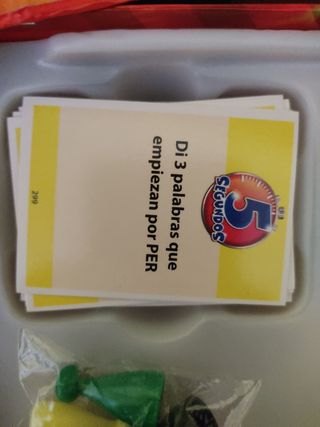 5
SEGUNDOS
Di 3 palabras que
empiezan por PER
299